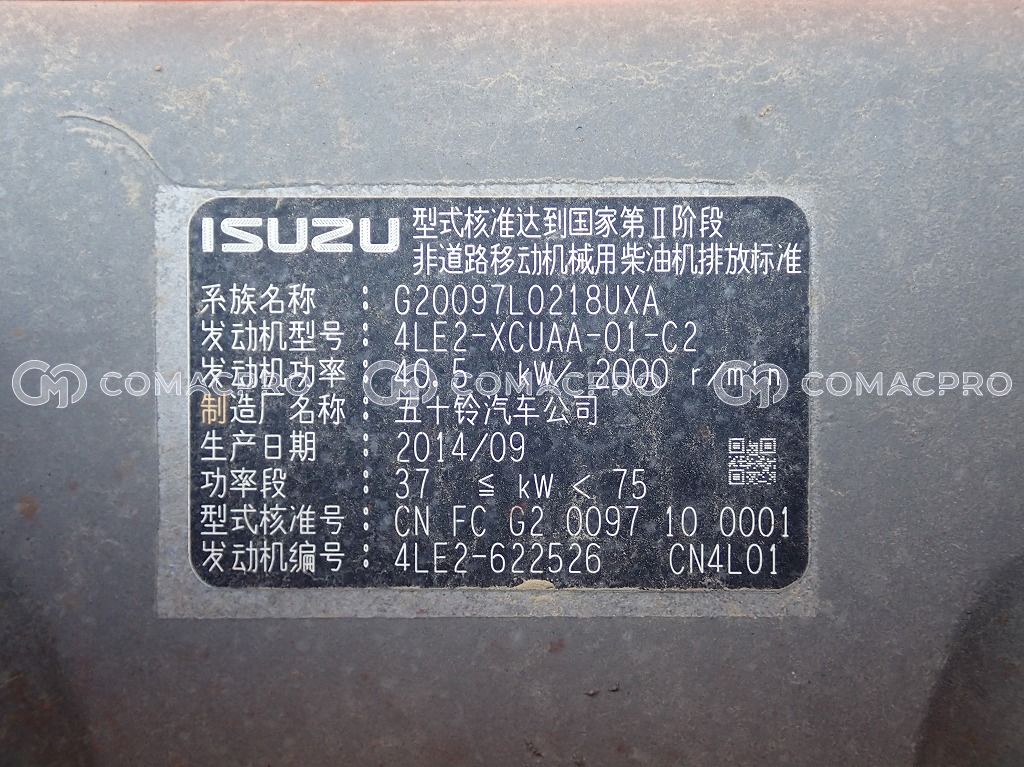 ISUZU 型式核准达到国家第Ⅱ阶段
非道路移动机械用柴油机排放标准
系族名称 : G20097L0218UXA
发动机型号 : 4LE2-XCUAA-01-C2
发动机功率 : 40.5 kW/ 2000 r/min
制造厂名称 : 五十铃汽车公司
生产日期 : 2014/09
功率段 : 37 ≦ kW < 75
型式核准号 : CN FC G2 0097 10 0001
发动机编号 : 4LE2-622526 CN4L01
COMACPRO COMACPRO COMACPRO